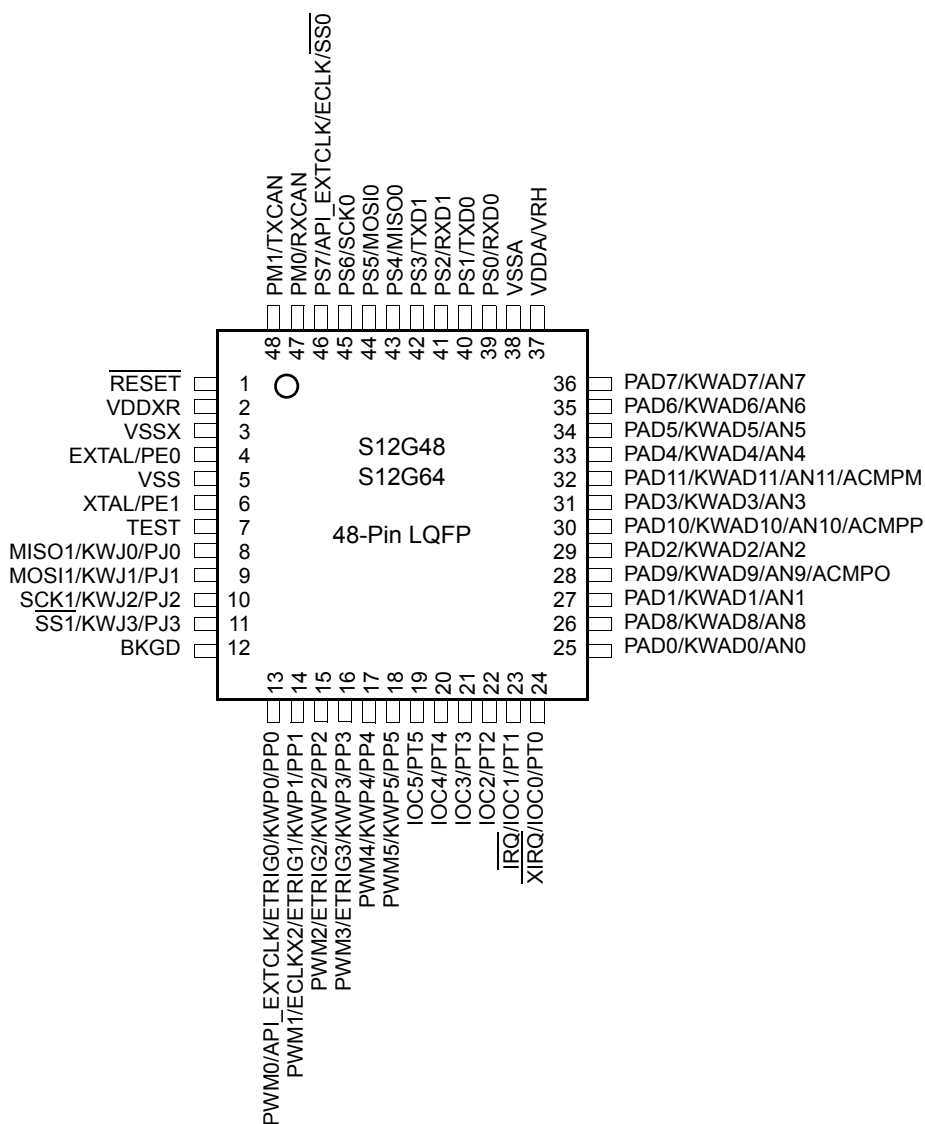 PM1/TXCAN
PM0/RXCAN
PS7/API_EXTCLK/ECLK/SS0
PS6/SCK0
PS5/MOSI0
PS4/MISO0
PS3/TXD1
PS2/RXD1
PS1/TXD0
PS0/RXD0
VSSA
VDDA/VRH
48
47
46
45
44
43
42
41
40
39
38
37
RESET 1
VDDXR 2
VSSX 3
EXTAL/PE0 4
VSS 5
XTAL/PE1 6
TEST 7
MISO1/KWJ0/PJ0 8
MOSI1/KWJ1/PJ1 9
SCK1/KWJ2/PJ2 10
SS1/KWJ3/PJ3 11
BKGD 12
S12G48
S12G64
48-Pin LQFP
36 PAD7/KWAD7/AN7
35 PAD6/KWAD6/AN6
34 PAD5/KWAD5/AN5
33 PAD4/KWAD4/AN4
32 PAD11/KWAD11/AN11/ACMPM
31 PAD3/KWAD3/AN3
30 PAD10/KWAD10/AN10/ACMPP
29 PAD2/KWAD2/AN2
28 PAD9/KWAD9/AN9/ACMPO
27 PAD1/KWAD1/AN1
26 PAD8/KWAD8/AN8
25 PAD0/KWAD0/AN0
13
14
15
16
17
18
19
20
21
22
23
24
PWM0/API_EXTCLK/ETRIG0/KWP0/PP0
PWM1/ECLKX2/ETRIG1/KWP1/PP1
PWM2/ETRIG2/KWP2/PP2
PWM3/ETRIG3/KWP3/PP3
PWM4/KWP4/PP4
PWM5/KWP5/PP5
IOC5/PT5
IOC4/PT4
IOC3/PT3
IOC2/PT2
IRQ/IOC1/PT1
XIRQ/IOC0/PT0